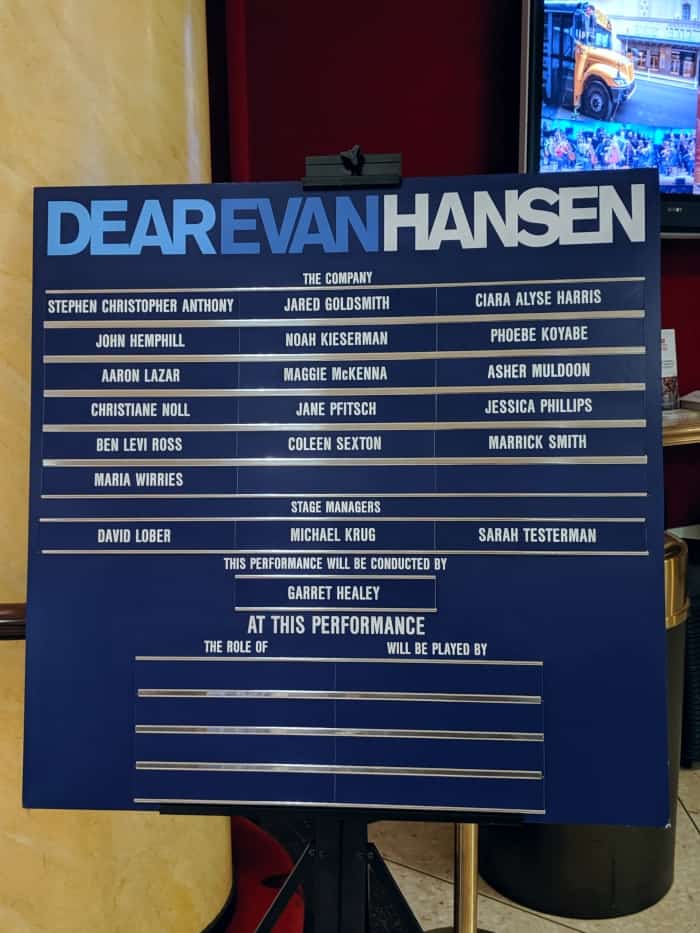 DEAR EVAN HANSEN
THE COMPANY
STEPHEN CHRISTOPHER ANTHONY JARED GOLDSMITH CIARA ALYSE HARRIS
JOHN HEMPHILL NOAH KIESERMAN PHOEBE KOYABE
AARON LAZAR MAGGIE McKENNA ASHER MULDOON
CHRISTIANE NOLL JANE PFITSCH JESSICA PHILLIPS
BEN LEVI ROSS COLEEN SEXTON MARRICK SMITH
MARIA WIRRIES
STAGE MANAGERS
DAVID LOBER MICHAEL KRUG SARAH TESTERMAN
THIS PERFORMANCE WILL BE CONDUCTED BY
GARRET HEALEY
AT THIS PERFORMANCE
THE ROLE OF WILL BE PLAYED BY